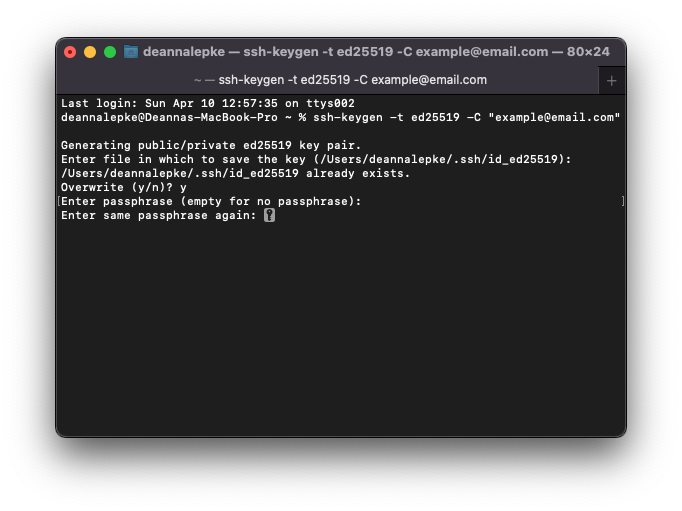 deannalepke — ssh-keygen -t ed25519 -C example@email.com — 80×24
~ — ssh-keygen -t ed25519 -C example@email.com
+
Last login: Sun Apr 10 12:57:35 on ttys002
deannalepke@Deannas-MacBook-Pro ~ % ssh-keygen -t ed25519 -C "example@email.com"
Generating public/private ed25519 key pair.
Enter file in which to save the key (/Users/deannalepke/.ssh/id_ed25519):
/Users/deannalepke/.ssh/id_ed25519 already exists.
Overwrite (y/n)? y
[Enter passphrase (empty for no passphrase): ]
Enter same passphrase again: